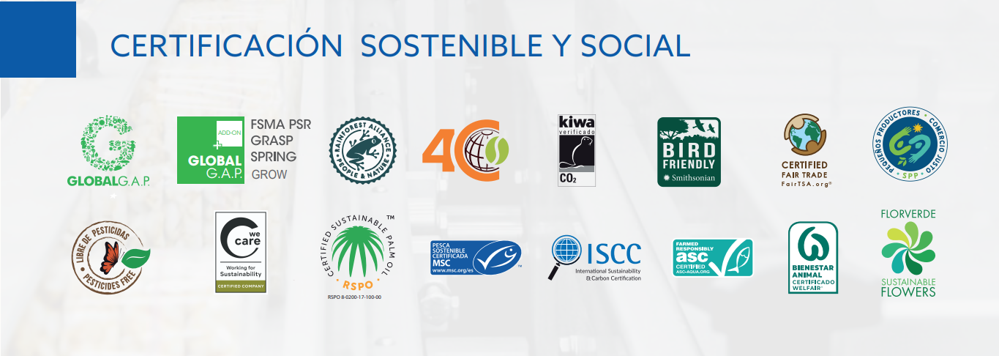 CERTIFICACIÓN SOSTENIBLE Y SOCIAL
GLOBALG.A.P.
ADD-ON
+
GLOBAL
G.A.P.
FSMA PSR
GRASP
SPRING
GROW
RAINFOREST ALLIANCE
PEOPLE & NATURE
4C
kiwa
verificado
CO₂
BIRD
FRIENDLY
Smithsonian
CERTIFIED
FAIR TRADE
FairTSA.org®
PEQUEÑOS PRODUCTORES • COMERCIO JUSTO
• SPP •
LIBRE DE PESTICIDAS
PESTICIDES FREE
we
care
Working for
Sustainability
CERTIFIED COMPANY
CERTIFIED SUSTAINABLE PALM OIL ™
• RSPO •
RSPO 8-0200-17-100-00
PESCA
SOSTENIBLE
CERTIFICADA
MSC
www.msc.org/es
™
ISCC
International Sustainability
& Carbon Certification
FARMED
RESPONSIBLY
asc
CERTIFIED
ASC-AQUA.ORG
BIENESTAR
ANIMAL
CERTIFICADO
WELFAIR®
FLORVERDE
SUSTAINABLE
FLOWERS